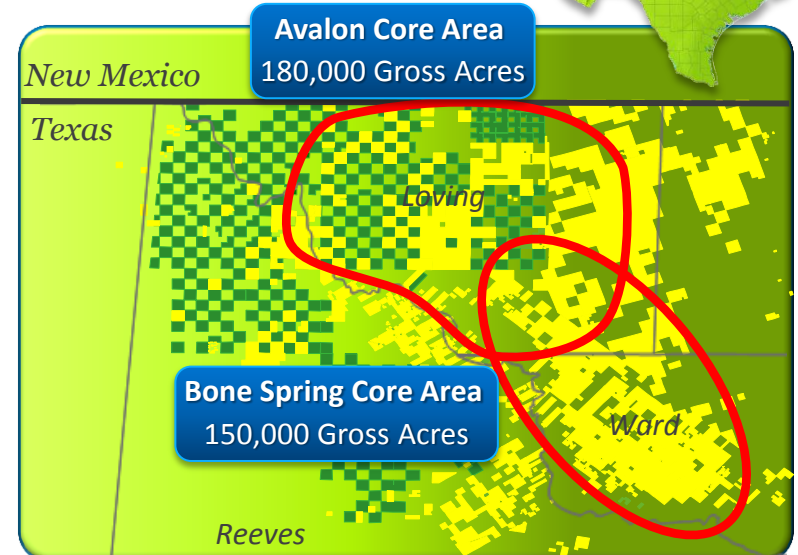 Avalon Core Area
180,000 Gross Acres
New Mexico
Texas
Loving
Bone Spring Core Area
150,000 Gross Acres
Ward
Reeves